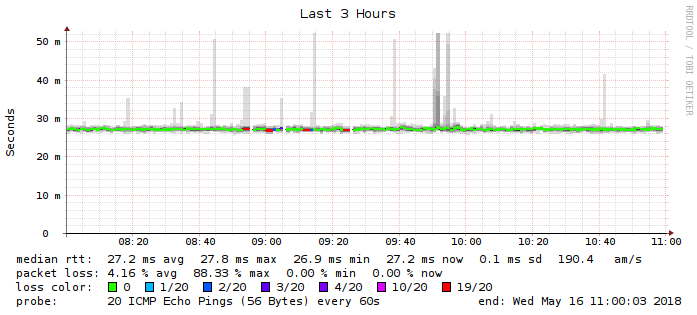 Last 3 Hours
RRDTOOL / TOBI OETIKER
Seconds
50 m
40 m
30 m
20 m
10 m
0
08:20 08:40 09:00 09:20 09:40 10:00 10:20 10:40 11:00
median rtt: 27.2 ms avg 27.8 ms max 26.9 ms min 27.2 ms now 0.1 ms sd 190.4 am/s
packet loss: 4.16 % avg 88.33 % max 0.00 % min 0.00 % now
loss color: 0 1/20 2/20 3/20 4/20 10/20 19/20
probe: 20 ICMP Echo Pings (56 Bytes) every 60s end: Wed May 16 11:00:03 2018